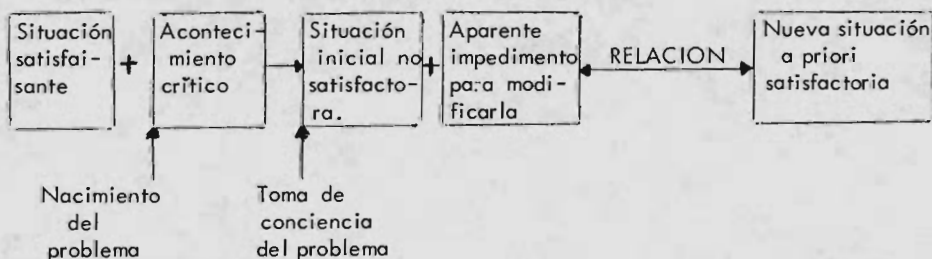 Situación
satisfai-
sante
+
Aconteci-
miento
crítico
Situación
inicial no
satisfacto-
ra.
+
Aparente
impedimento
para modi-
ficarla
RELACION
Nueva situación
a priori
satisfactoria
Nacimiento
del
problema
Toma de
conciencia
del problema